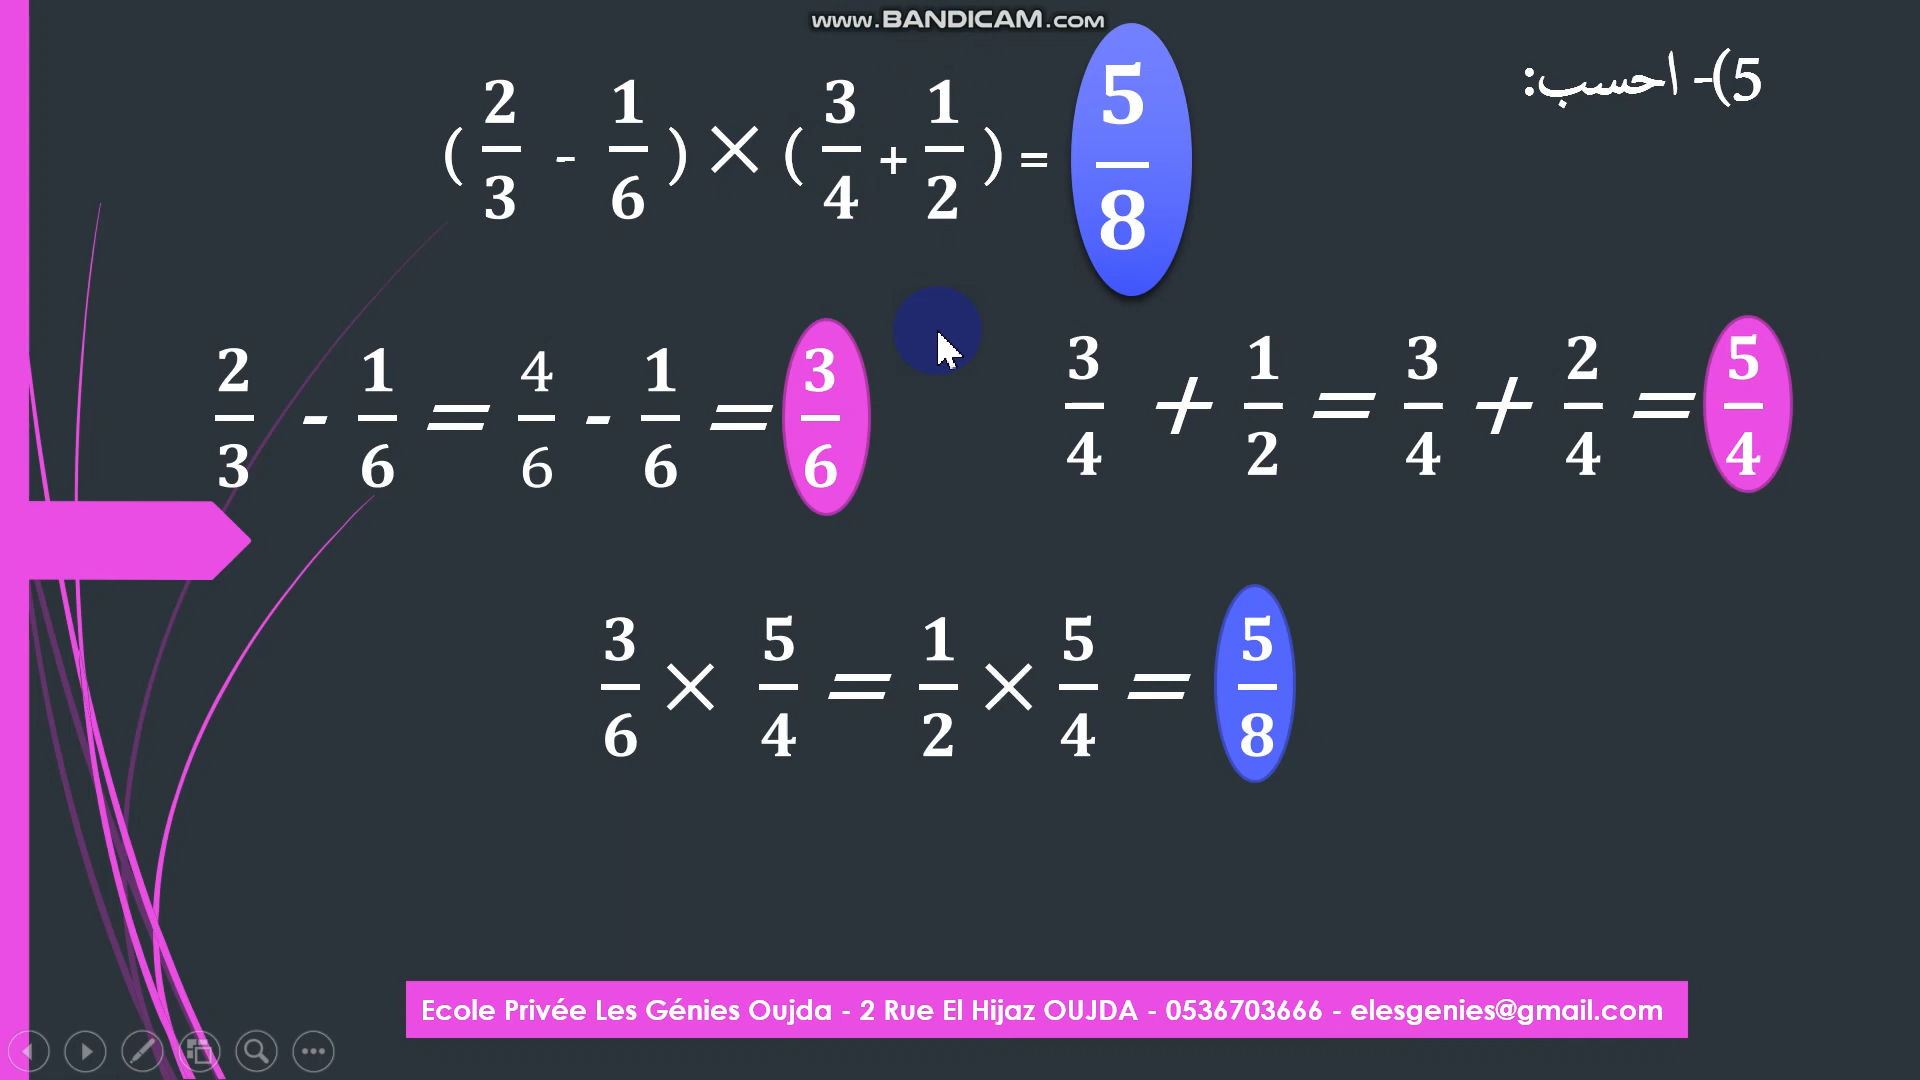 www.BANDICAM.com
5)- احسب:
(2/3 - 1/6) × (3/4 + 1/2) = 5/8
2/3 - 1/6 = 4/6 - 1/6 = 3/6
3/4 + 1/2 = 3/4 + 2/4 = 5/4
3/6 × 5/4 = 1/2 × 5/4 = 5/8
Ecole Privée Les Génies Oujda - 2 Rue El Hijaz OUJDA - 0536703666 - elesgenies@gmail.com